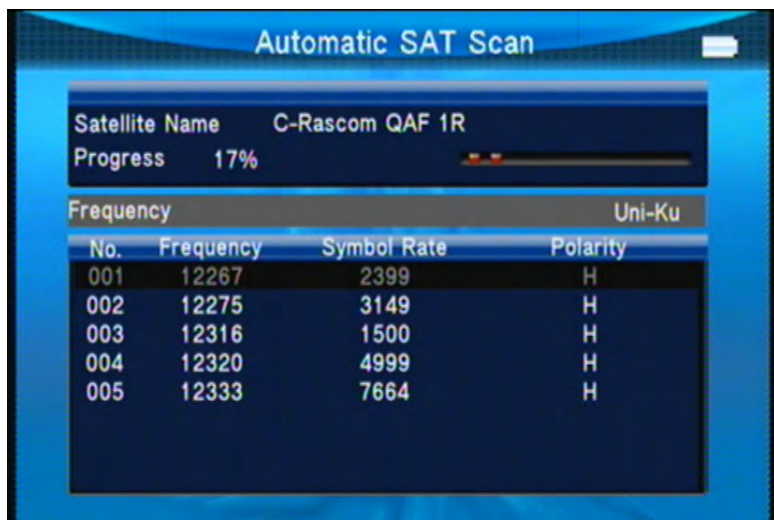 Automatic SAT Scan
Satellite Name C-Rascom QAF 1R
Progress 17%
Frequency Uni-Ku
No. Frequency Symbol Rate Polarity
001 12267 2399 H
002 12275 3149 H
003 12316 1500 H
004 12320 4999 H
005 12333 7664 H